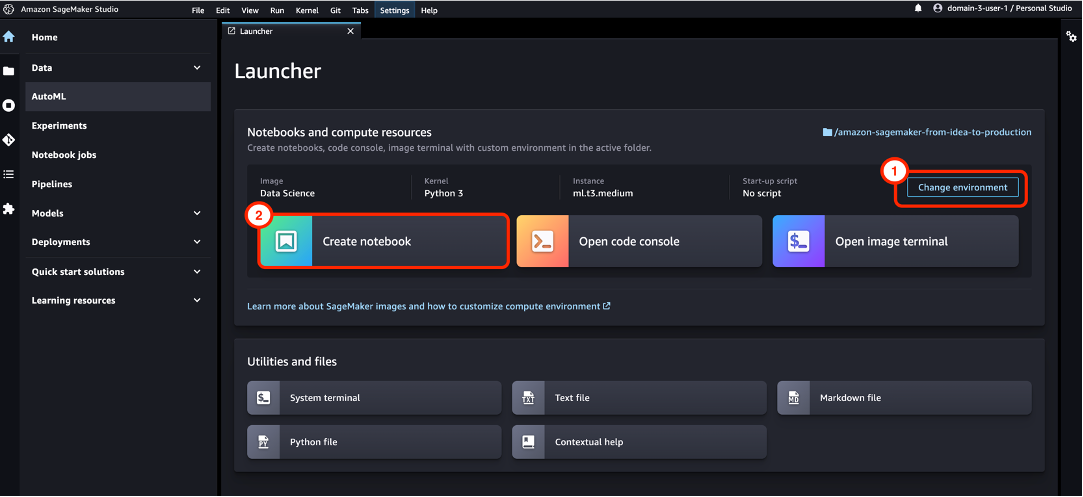 Amazon SageMaker Studio
File Edit View Run Kernel Git Tabs Settings Help
domain-3-user-1 / Personal Studio
Home
Data
AutoML
Experiments
Notebook jobs
Pipelines
Models
Deployments
Quick start solutions
Learning resources
Launcher
Launcher
Notebooks and compute resources
/amazon-sagemaker-from-idea-to-production
Create notebooks, code console, image terminal with custom environment in the active folder.
Image
Data Science
Kernel
Python 3
Instance
ml.t3.medium
Start-up script
No script
1
Change environment
2
Create notebook
>_
Open code console
$_
Open image terminal
Learn more about SageMaker images and how to customize compute environment
Utilities and files
$_
System terminal
TXT
Text file
MD
Markdown file
PY
Python file
Contextual help